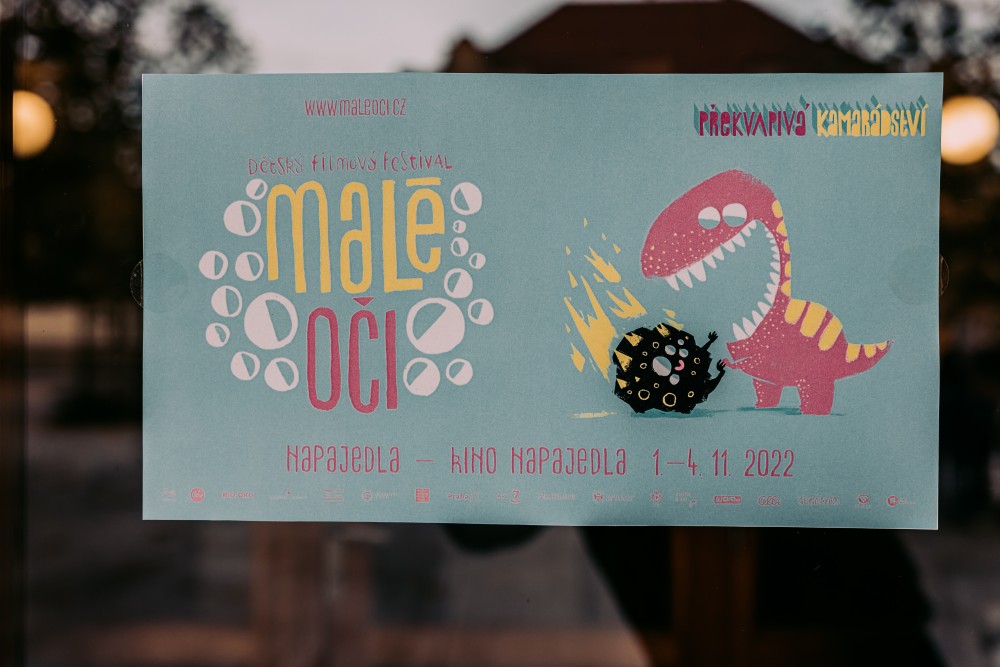 www.maleoci.cz
PŘEKVAPIVÁ KAMARÁDSTVÍ
DĚTSKÝ FILMOVÝ FESTIVAL
MALÉ
OČI
NAPAJEDLA – KINO NAPAJEDLA 1.–4. 11. 2022